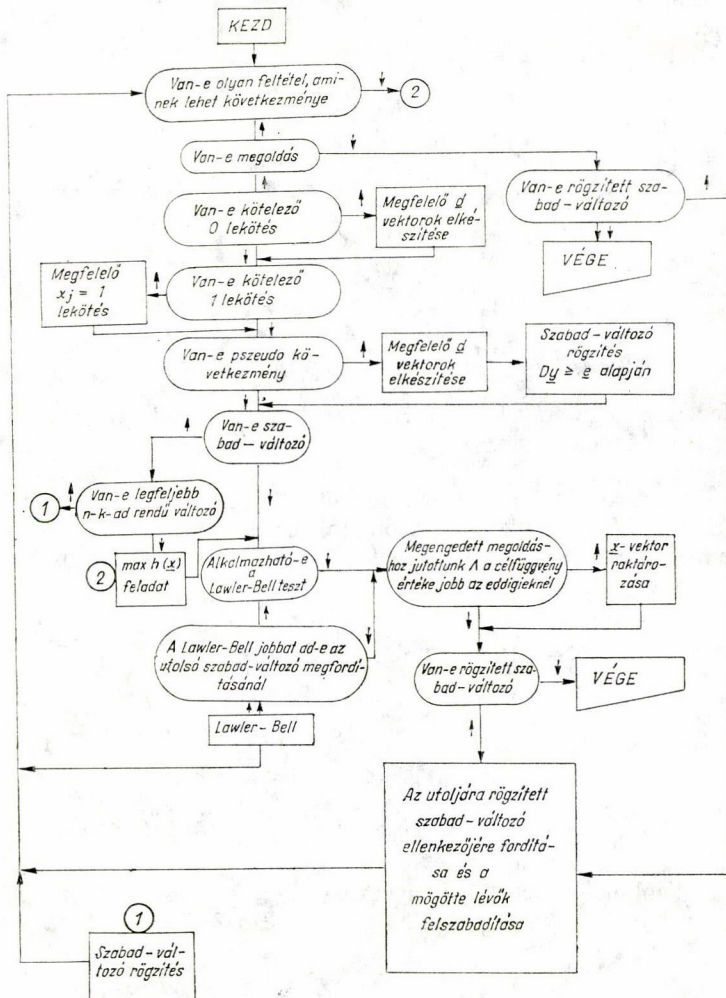 KEZD
Van-e olyan feltétel, ami-
nek lehet következménye
2
Van-e megoldás
Van-e rögzített sza-
bad-változó
VÉGE
Van-e kötelező
0 lekötés
Megfelelő d
vektorok elké-
szítése
Megfelelő
xj = 1
lekötés
Van-e kötelező
1 lekötés
Van-e pszeudo kö-
vetkezmény
Megfelelő d
vektorok
elkészítése
Szabad-változó
rögzítés
Dy ≥ e alapján
Van-e sza-
bad-változó
1
Van-e legfeljebb
n-k-ad rendű változó
2
max h (x)
feladat
Alkalmazható-e
a
Lawler-Bell teszt
Megengedett megoldás-
hoz jutottunk Λ a célfüggvény
értéke jobb az eddigieknél
x-vektor
raktáro-
zása
A Lawler-Bell jobbat ad-e az
utolsó szabad-változó megfordí-
tásánál
Lawler-Bell
Van-e rögzített sza-
bad-változó
VÉGE
Az utoljára rögzített
szabad-változó
ellenkezőjére fordítá-
sa és a
mögötte lévők
felszabadítása
1
Szabad-vál-
tozó rögzítés